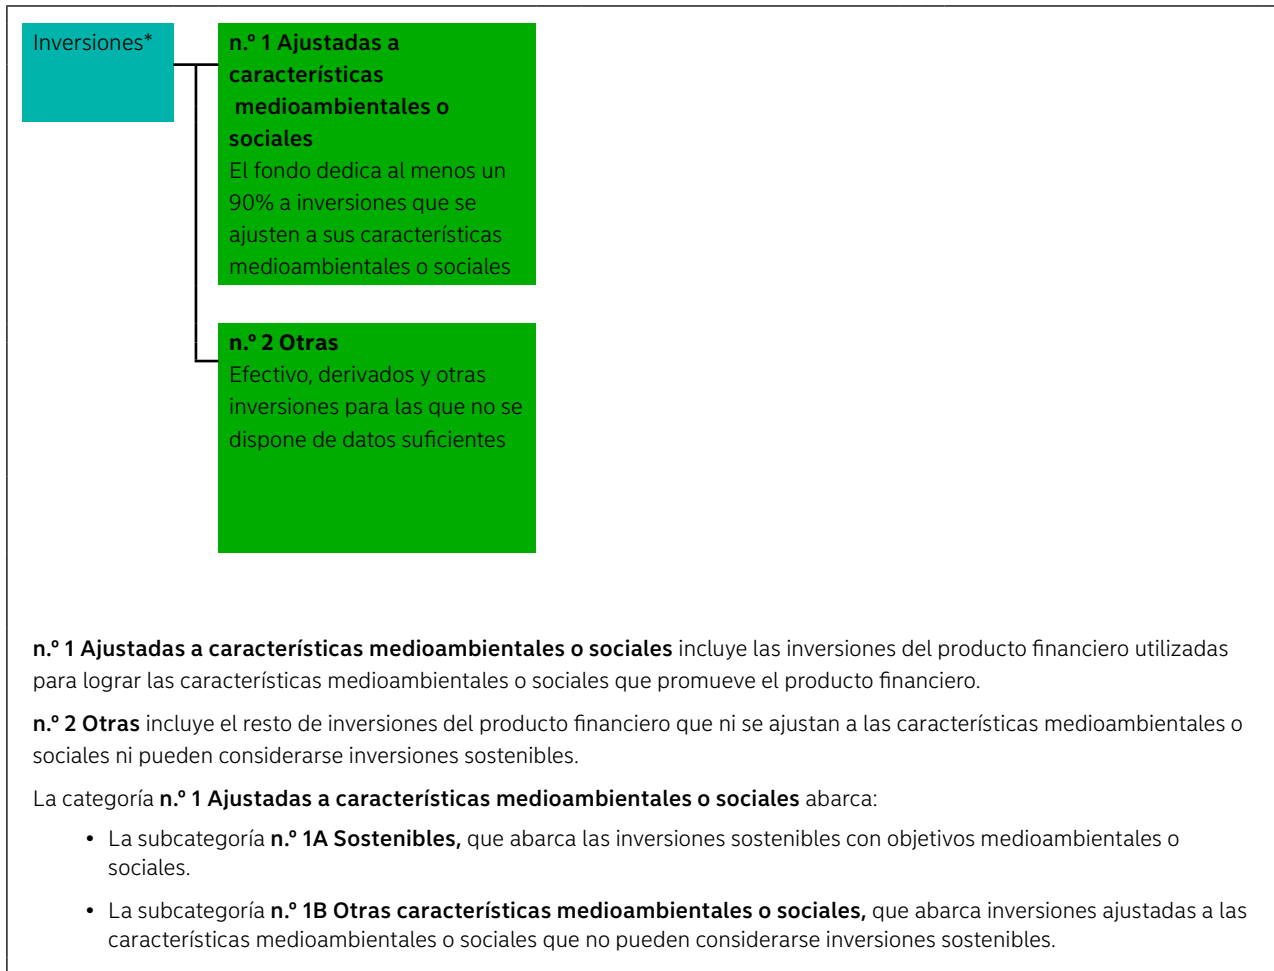 Inversiones*
n.º 1 Ajustadas a
características
medioambientales o
sociales
El fondo dedica al menos un
90% a inversiones que se
ajusten a sus características
medioambientales o sociales
n.º 2 Otras
Efectivo, derivados y otras
inversiones para las que no se
dispone de datos suficientes
n.º 1 Ajustadas a características medioambientales o sociales incluye las inversiones del producto financiero utilizadas
para lograr las características medioambientales o sociales que promueve el producto financiero.
n.º 2 Otras incluye el resto de inversiones del producto financiero que ni se ajustan a las características medioambientales o
sociales ni pueden considerarse inversiones sostenibles.
La categoría n.º 1 Ajustadas a características medioambientales o sociales abarca:
• La subcategoría n.º 1A Sostenibles, que abarca las inversiones sostenibles con objetivos medioambientales o
sociales.
• La subcategoría n.º 1B Otras características medioambientales o sociales, que abarca inversiones ajustadas a las
características medioambientales o sociales que no pueden considerarse inversiones sostenibles.